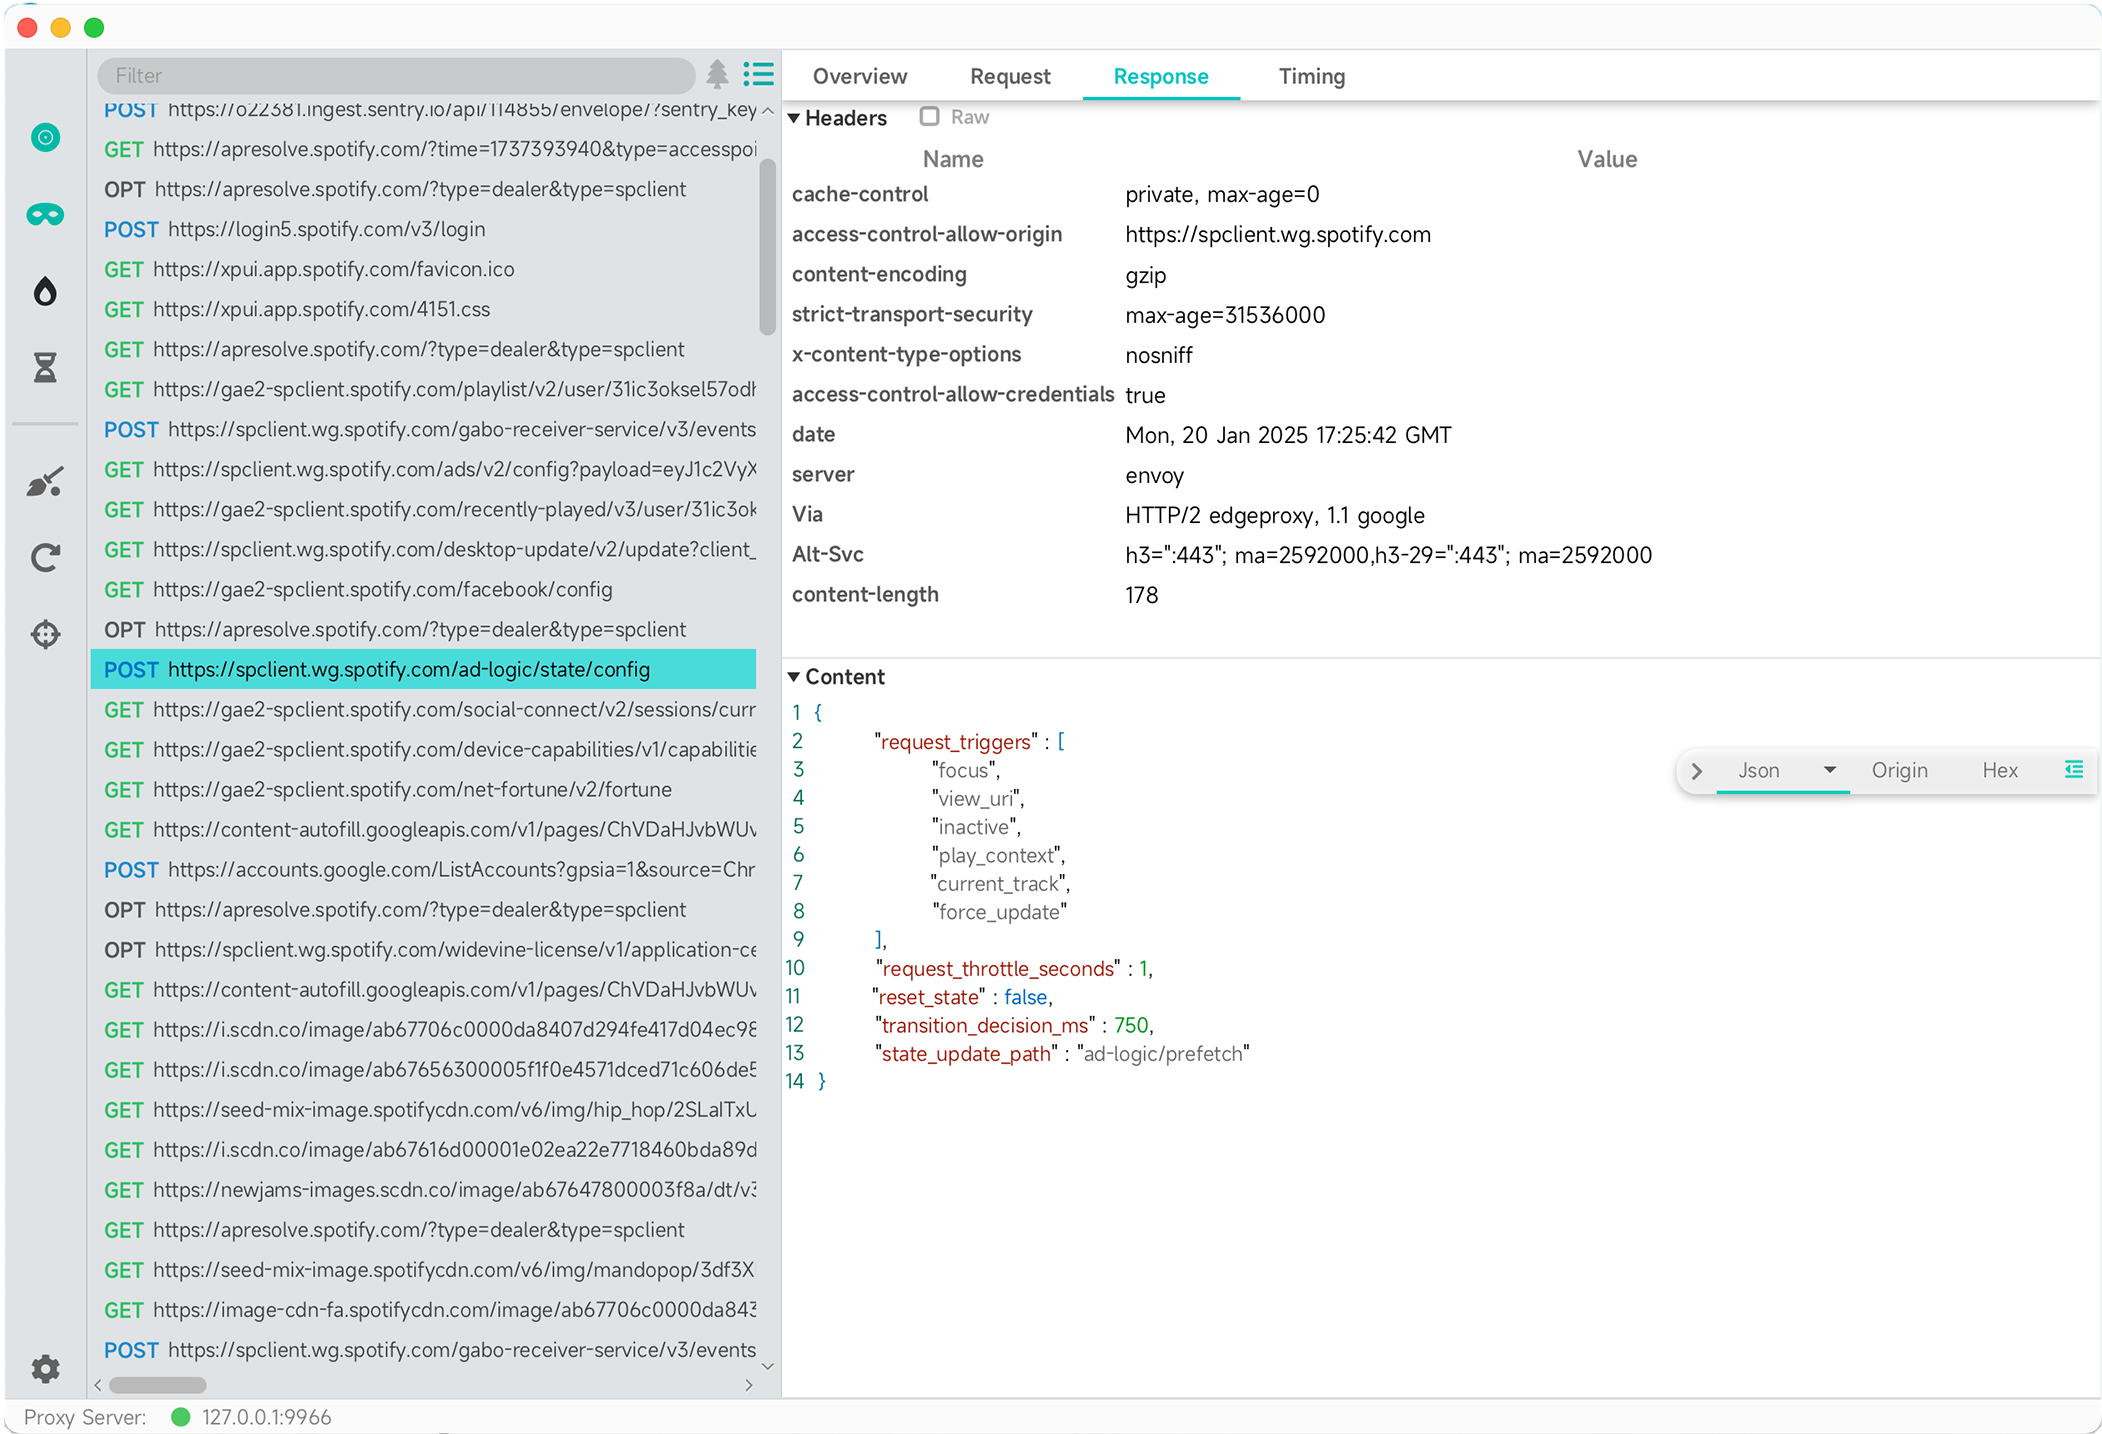 Filter
POST https://o22381.ingest.sentry.io/api/114855/envelope/?sentry_key
GET https://apresolve.spotify.com/?time=1737393940&type=accesspoi
OPT https://apresolve.spotify.com/?type=dealer&type=spclient
POST https://login5.spotify.com/v3/login
GET https://xpui.app.spotify.com/favicon.ico
GET https://xpui.app.spotify.com/4151.css
GET https://apresolve.spotify.com/?type=dealer&type=spclient
GET https://gae2-spclient.spotify.com/playlist/v2/user/31ic3oksel57odh
POST https://spclient.wg.spotify.com/gabo-receiver-service/v3/events
GET https://spclient.wg.spotify.com/ads/v2/config?payload=eyJ1c2VyX
GET https://gae2-spclient.spotify.com/recently-played/v3/user/31ic3ok
GET https://spclient.wg.spotify.com/desktop-update/v2/update?client_
GET https://gae2-spclient.spotify.com/facebook/config
OPT https://apresolve.spotify.com/?type=dealer&type=spclient
POST https://spclient.wg.spotify.com/ad-logic/state/config
GET https://gae2-spclient.spotify.com/social-connect/v2/sessions/curr
GET https://gae2-spclient.spotify.com/device-capabilities/v1/capabilitie
GET https://gae2-spclient.spotify.com/net-fortune/v2/fortune
GET https://content-autofill.googleapis.com/v1/pages/ChVDaHJvbWUv
POST https://accounts.google.com/ListAccounts?gpsia=1&source=Chr
OPT https://apresolve.spotify.com/?type=dealer&type=spclient
OPT https://spclient.wg.spotify.com/widevine-license/v1/application-ce
GET https://content-autofill.googleapis.com/v1/pages/ChVDaHJvbWUv
GET https://i.scdn.co/image/ab67706c0000da8407d294fe417d04ec98
GET https://i.scdn.co/image/ab67656300005f1f0e4571dced71c606de5
GET https://seed-mix-image.spotifycdn.com/v6/img/hip_hop/2SLaITxU
GET https://i.scdn.co/image/ab67616d00001e02ea22e7718460bda89d
GET https://newjams-images.scdn.co/image/ab67647800003f8a/dt/v3
GET https://apresolve.spotify.com/?type=dealer&type=spclient
GET https://seed-mix-image.spotifycdn.com/v6/img/mandopop/3df3X
GET https://image-cdn-fa.spotifycdn.com/image/ab67706c0000da843
POST https://spclient.wg.spotify.com/gabo-receiver-service/v3/events
Overview Request Response Timing
Headers Raw
Name Value
cache-control private, max-age=0
access-control-allow-origin https://spclient.wg.spotify.com
content-encoding gzip
strict-transport-security max-age=31536000
x-content-type-options nosniff
access-control-allow-credentials true
date Mon, 20 Jan 2025 17:25:42 GMT
server envoy
Via HTTP/2 edgeproxy, 1.1 google
Alt-Svc h3=":443"; ma=2592000,h3-29=":443"; ma=2592000
content-length 178
Content
Json Origin Hex
1 {
2 "request_triggers" : [
3 "focus",
4 "view_uri",
5 "inactive",
6 "play_context",
7 "current_track",
8 "force_update"
9 ],
10 "request_throttle_seconds" : 1,
11 "reset_state" : false,
12 "transition_decision_ms" : 750,
13 "state_update_path" : "ad-logic/prefetch"
14 }
Proxy Server: 127.0.0.1:9966